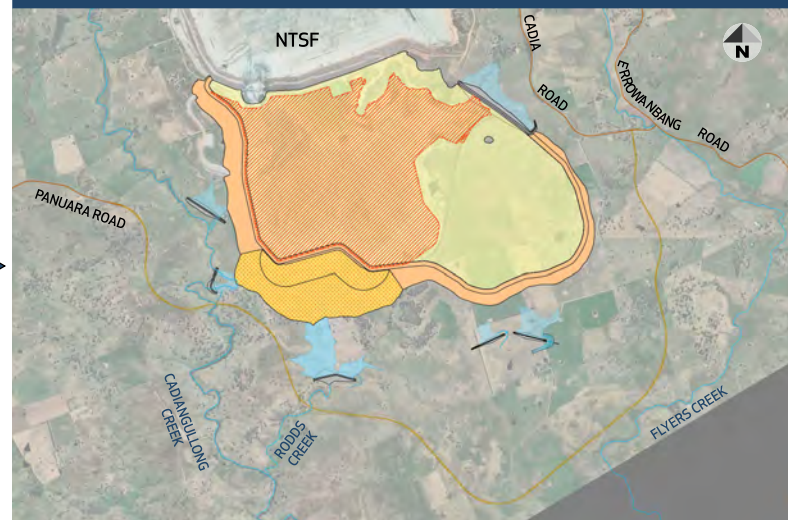 NTSF
CADIA
ROAD
ERROWANBANG
ROAD
N
PANUARA ROAD
CADIANGULLONG
CREEK
RODDS
CREEK
FLYERS CREEK